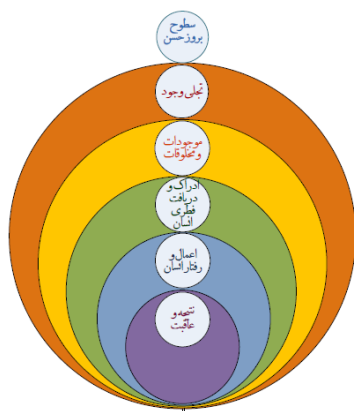 سطوح
بروز حسن
تجلی وجود
موجودات
و مخلوقات
ادراک و
دریافت
فطری
انسان
اعمال و
رفتار انسان
نتیجه و
عاقبت